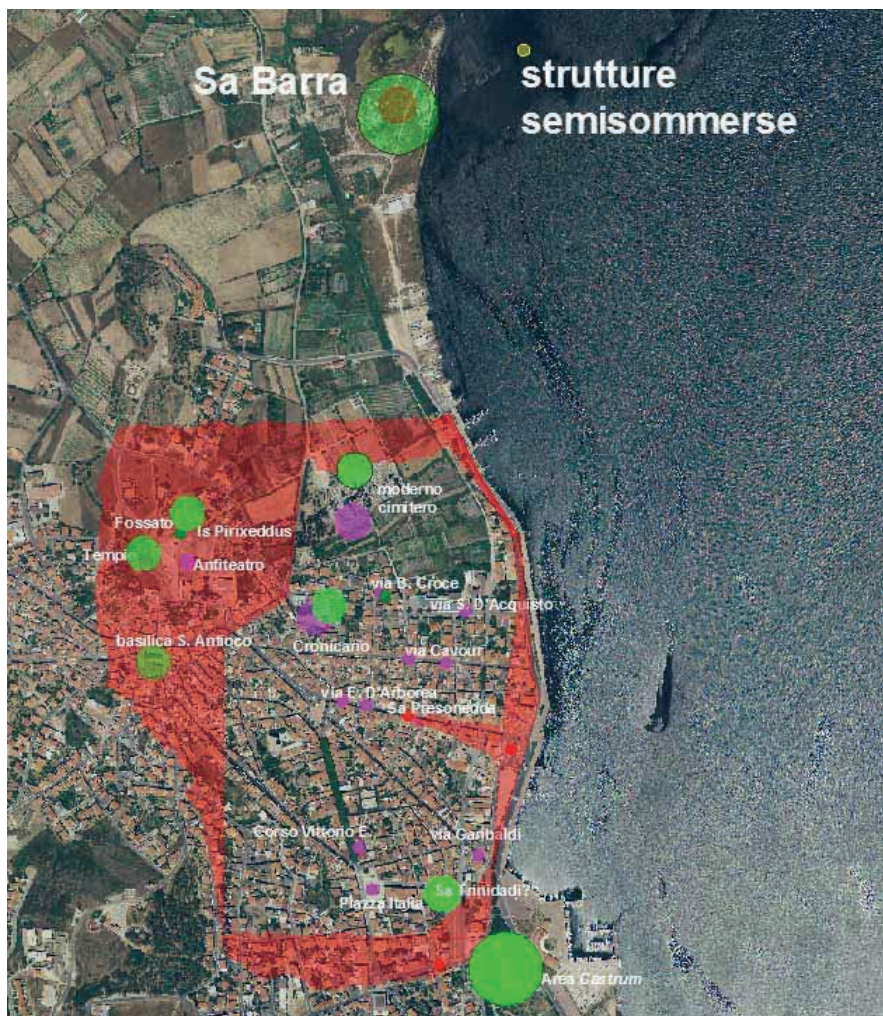 Sa Barra
strutture
semisommerse
moderno
cimitero
Fossato
Is Pirixeddus
Tempio
Anfiteatro
via B. Croce
via S. D'Acquisto
basilica S. Antioco
Cronicario
via Cavour
via E. D'Arborea
Sa Presonedda
Corso Vittorio E.
via Garibaldi
Sa Trinidadi?
Piazza Italia
Area Castrum